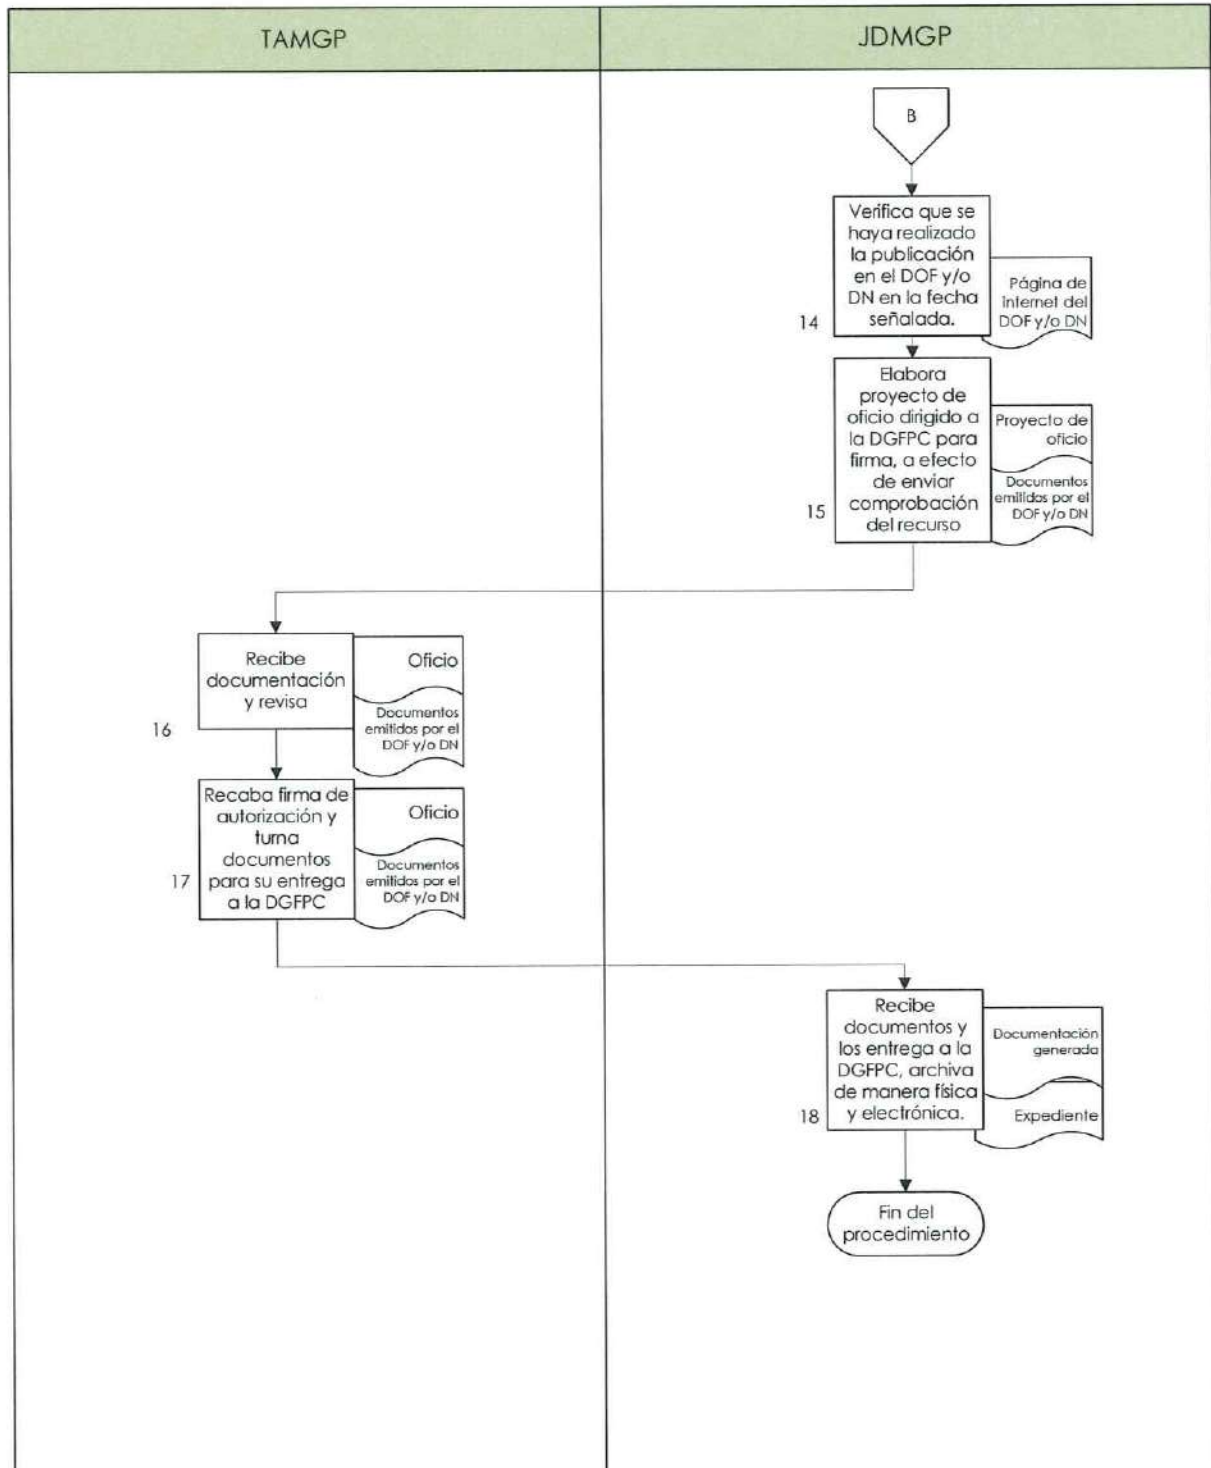 TAMGP
JDMGP
B
Verifica que se
haya realizado
la publicación
en el DOF y/o
DN en la fecha
señalada.
14
Página de
internet del
DOF y/o DN
Elabora
proyecto de
oficio dirigido a
la DGFPC para
firma, a efecto
de enviar
comprobación
del recurso
15
Proyecto de
oficio
Documentos
emitidos por el
DOF y/o DN
Recibe
documentación
y revisa
16
Oficio
Documentos
emitidos por el
DOF y/o DN
Recaba firma de
autorización y
turna
documentos
para su entrega
a la DGFPC
17
Oficio
Documentos
emitidos por el
DOF y/o DN
Recibe
documentos y
los entrega a la
DGFPC, archiva
de manera física
y electrónica.
18
Documentación
generada
Expediente
Fin del
procedimiento